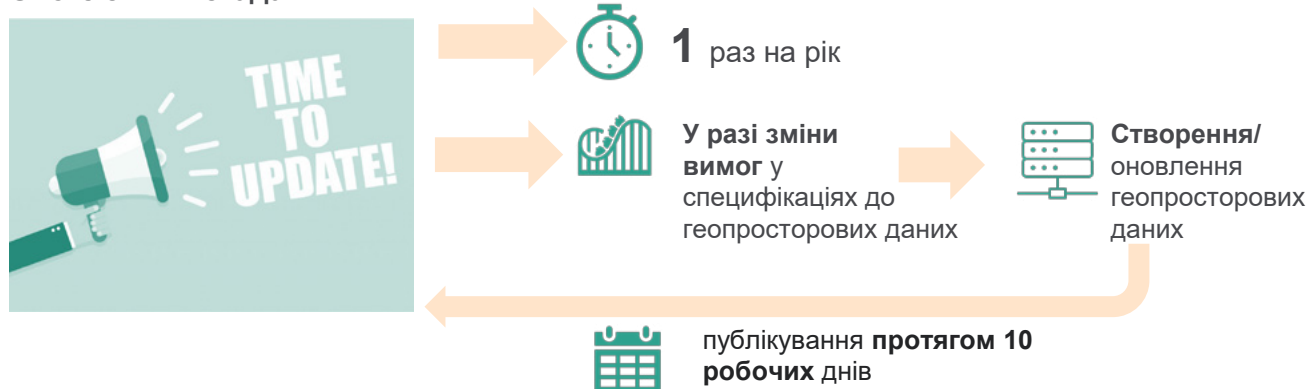 TIME
TO
UPDATE!
1 раз на рік
У разі зміни
вимог у
специфікаціях до
геопросторових даних
Створення/
оновлення
геопросторових
даних
публікування протягом 10
робочих днів